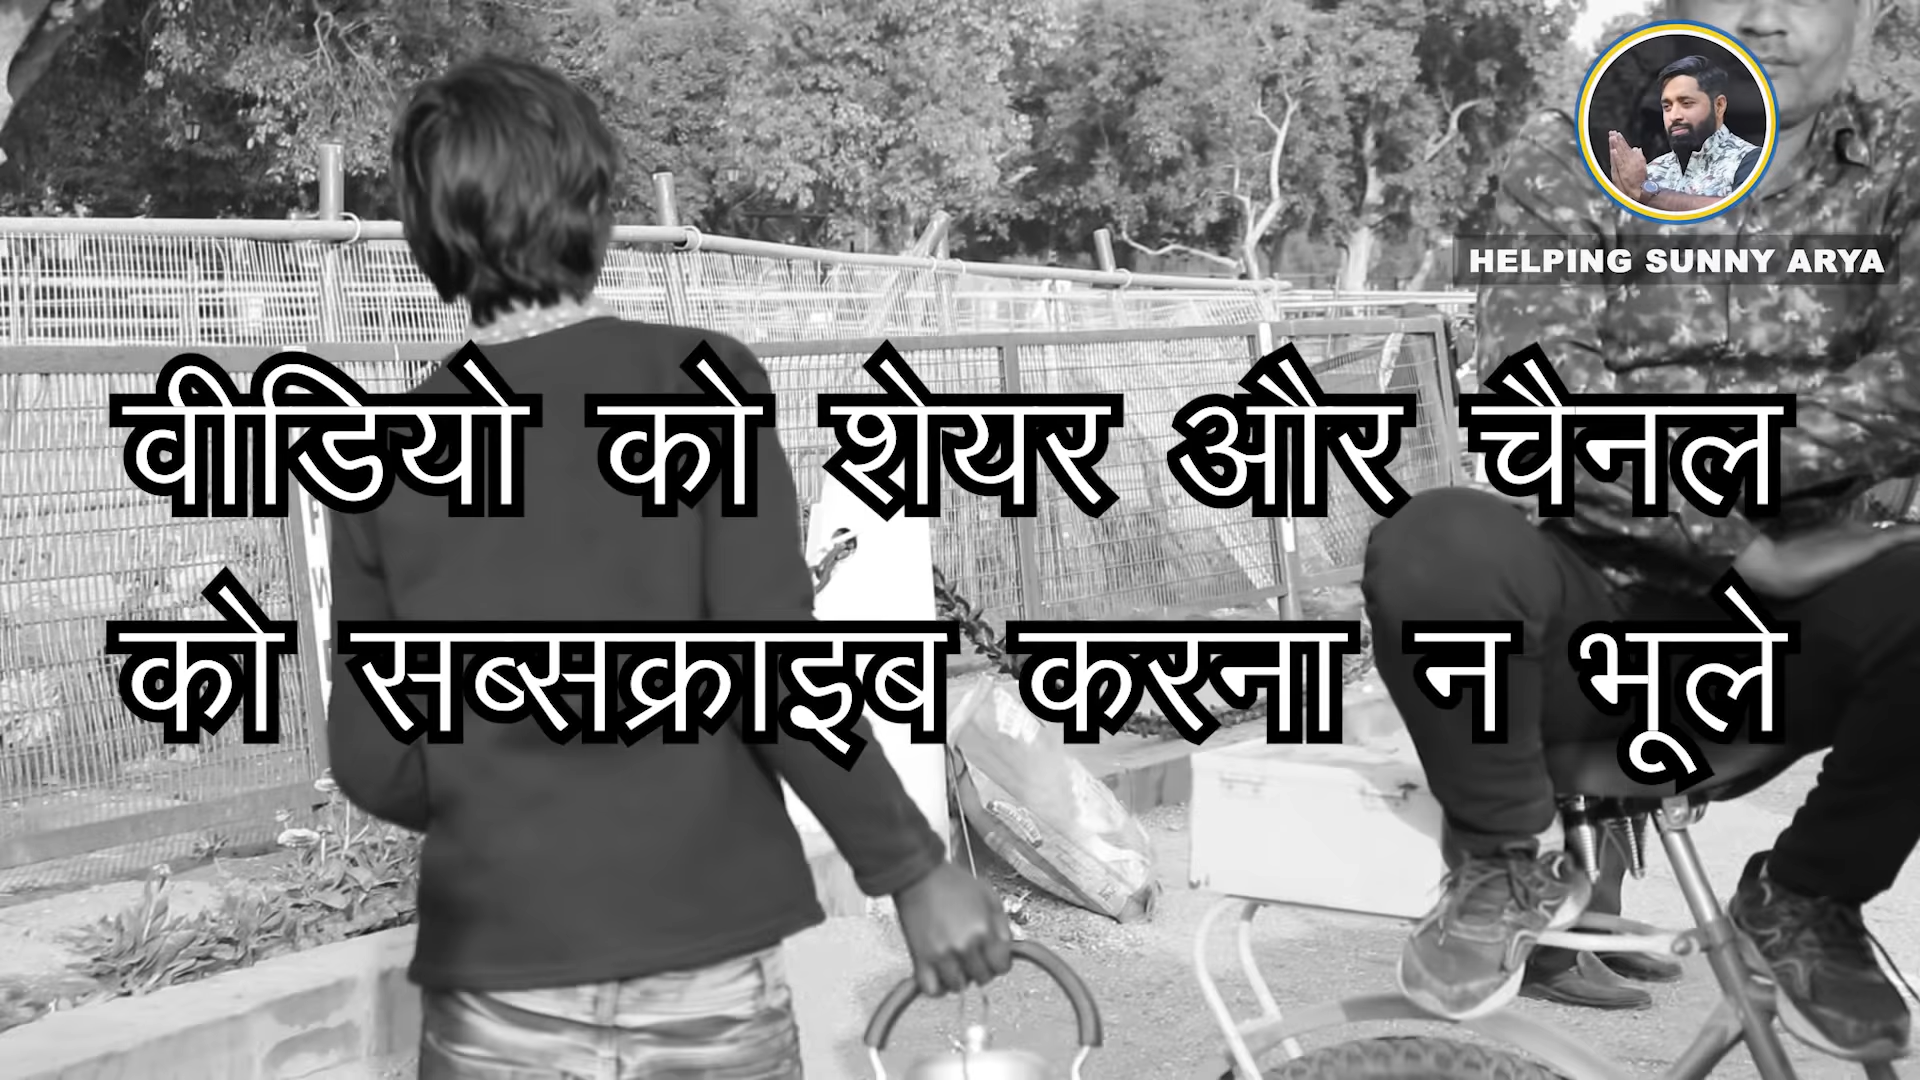 HELPING SUNNY ARYA
वीडियो को शेयर और चैनल
को सब्सक्राइब करना न भूले